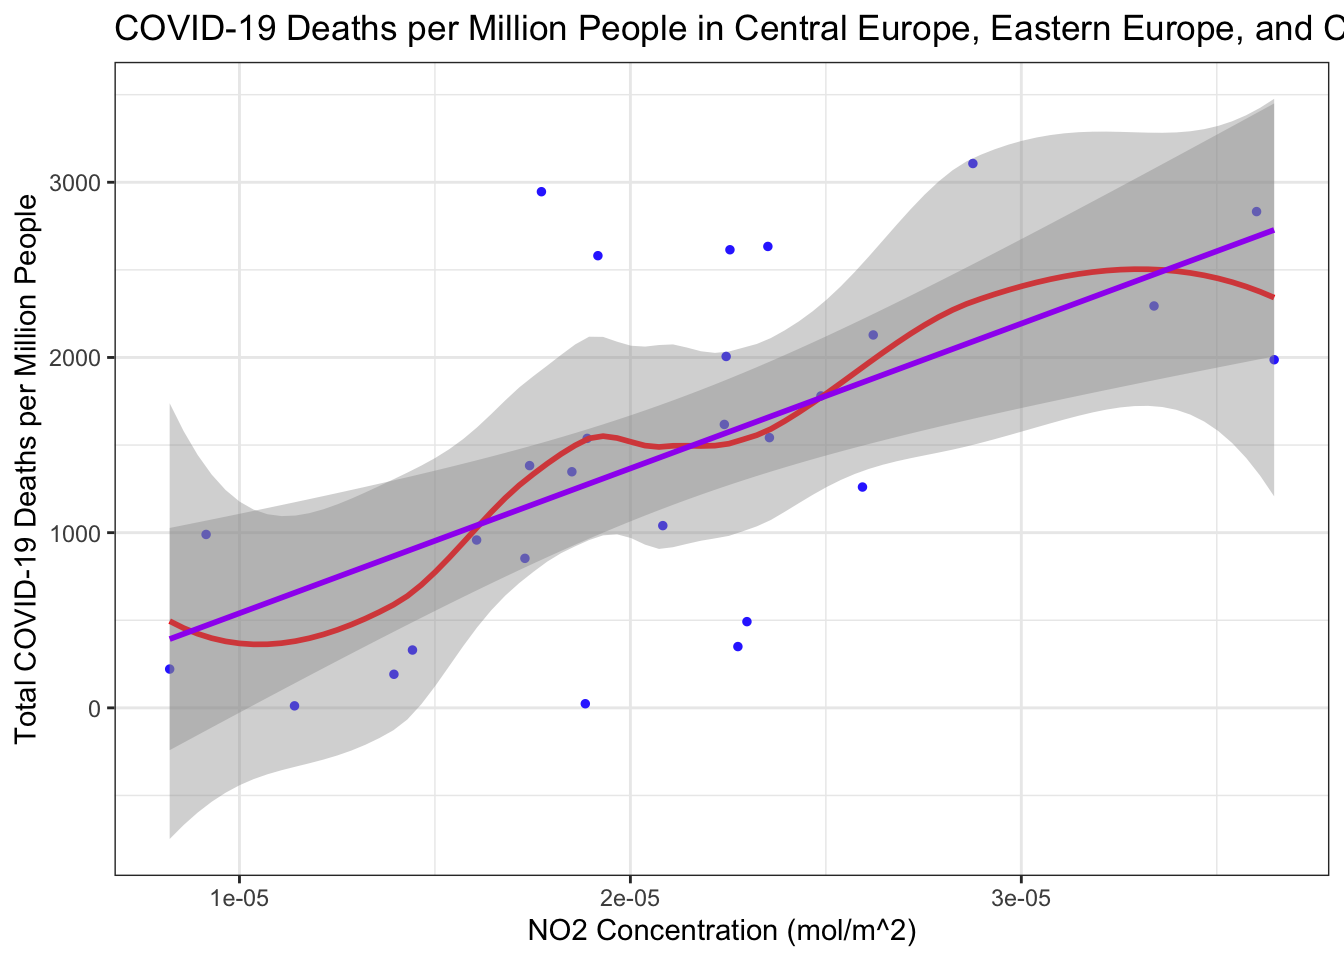 COVID-19 Deaths per Million People in Central Europe, Eastern Europe, and
Total COVID-19 Deaths per Million People
3000
2000
1000
0
1e-05 2e-05 3e-05
NO2 Concentration (mol/m^2)